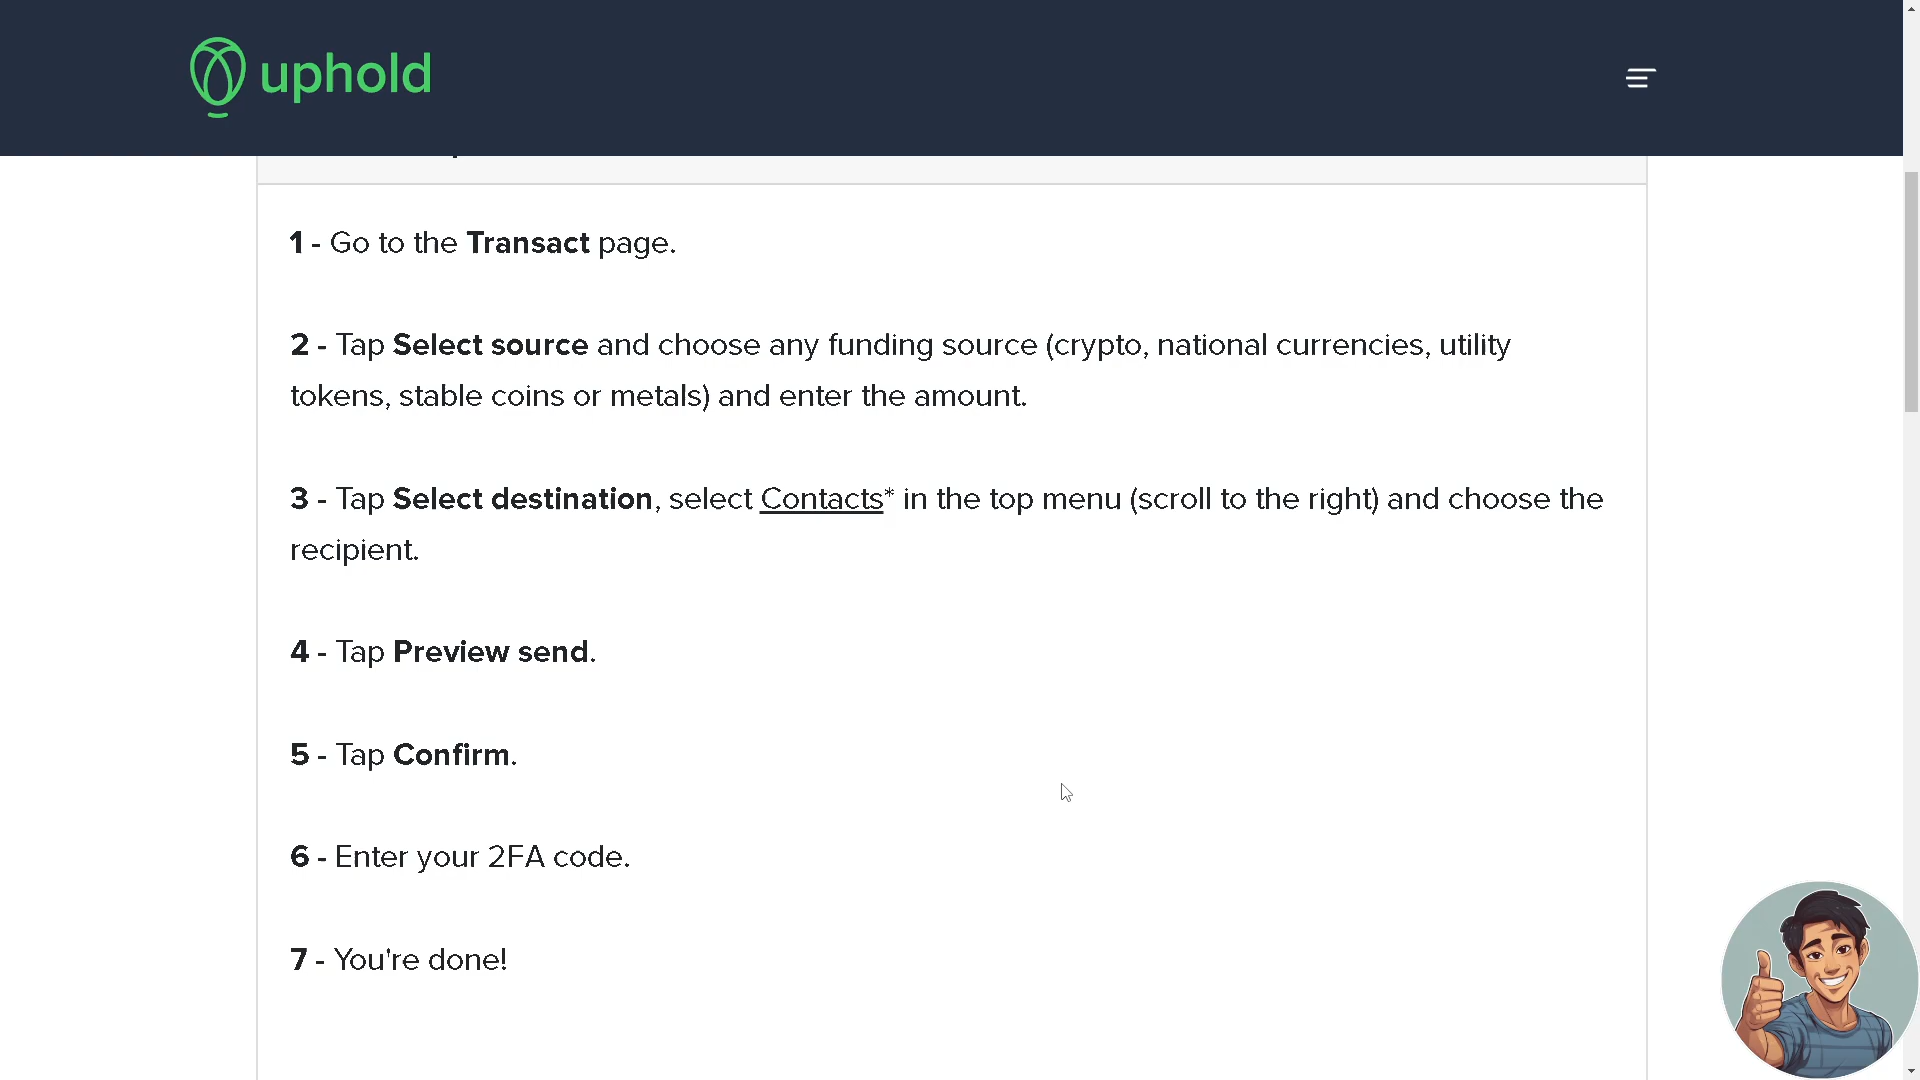 uphold
1 - Go to the Transact page.
2 - Tap Select source and choose any funding source (crypto, national currencies, utility
tokens, stable coins or metals) and enter the amount.
3 - Tap Select destination, select Contacts* in the top menu (scroll to the right) and choose the
recipient.
4 - Tap Preview send.
5 - Tap Confirm.
6 - Enter your 2FA code.
7 - You're done!